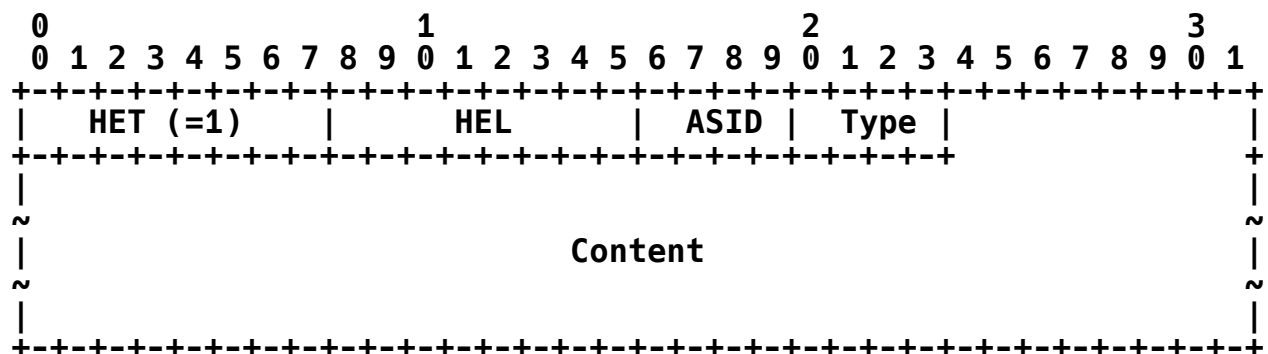 0                   1                   2                   3
 0 1 2 3 4 5 6 7 8 9 0 1 2 3 4 5 6 7 8 9 0 1 2 3 4 5 6 7 8 9 0 1
+-+-+-+-+-+-+-+-+-+-+-+-+-+-+-+-+-+-+-+-+-+-+-+-+-+-+-+-+-+-+-+-+
|   HET (=1)    |      HEL      |  ASID |  Type |               |
+-+-+-+-+-+-+-+-+-+-+-+-+-+-+-+-+-+-+-+-+-+-+-+-+               +
|                                                               |
~                                                               ~
|                            Content                            |
~                                                               ~
|                                                               |
+-+-+-+-+-+-+-+-+-+-+-+-+-+-+-+-+-+-+-+-+-+-+-+-+-+-+-+-+-+-+-+-+